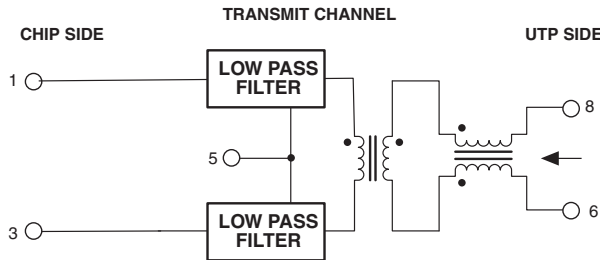 TRANSMIT CHANNEL
CHIP SIDE
UTP SIDE
LOW PASS
FILTER
1
8
5
LOW PASS
FILTER
3
6